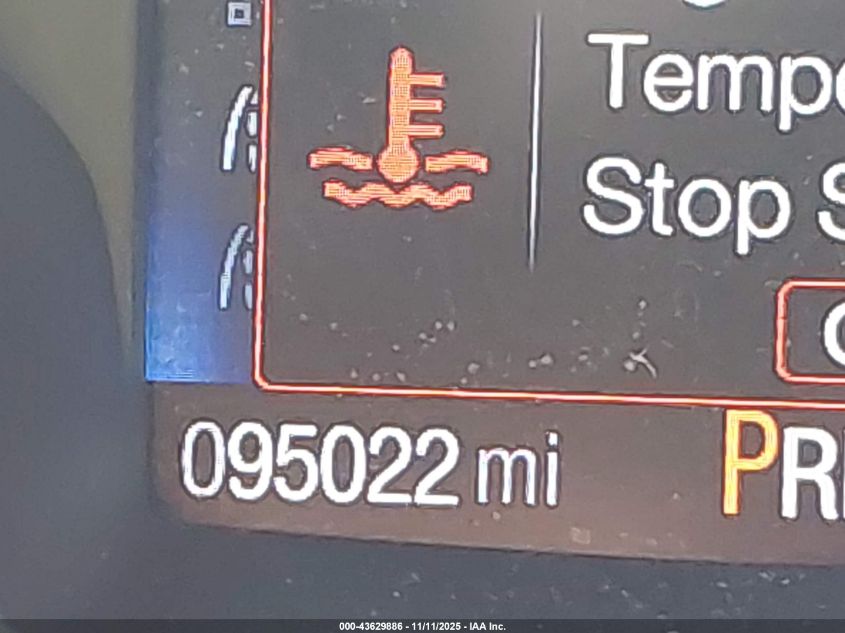 Tempe
Stop S
095022 mi
PR
000-43629886 - 11/11/2025 - IAA Inc.